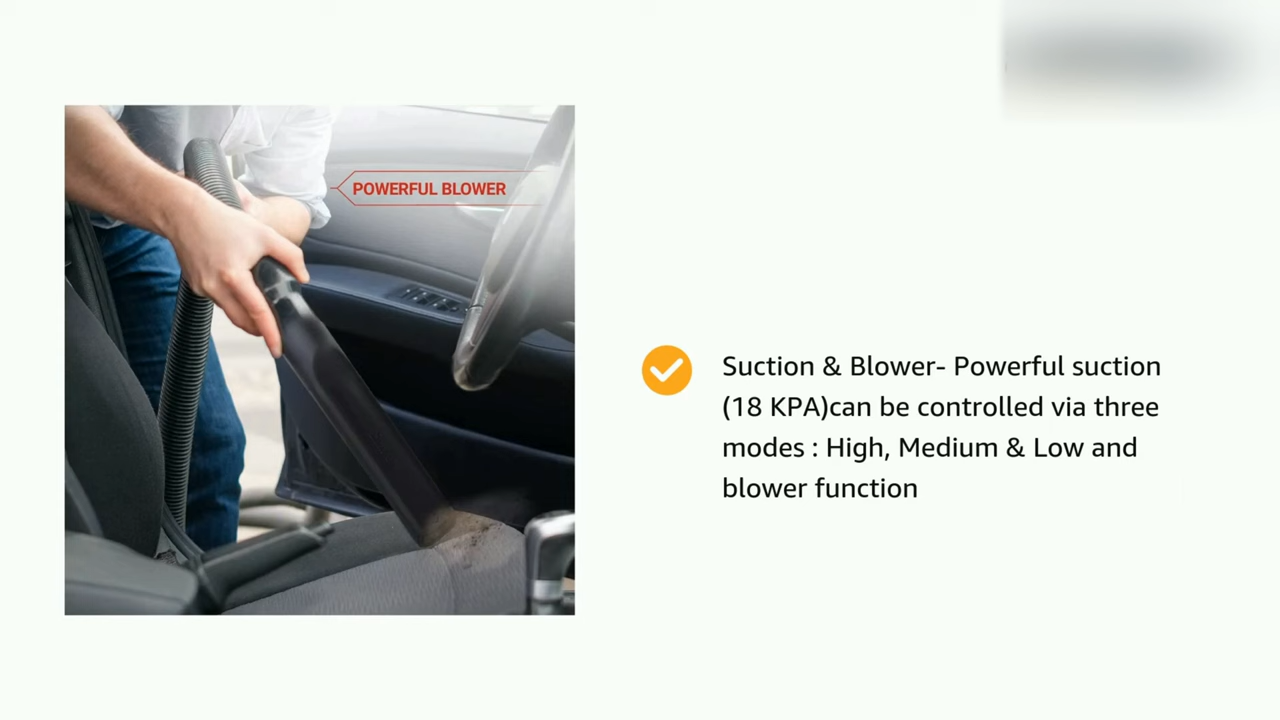 POWERFUL BLOWER
Suction & Blower- Powerful suction
(18 KPA)can be controlled via three
modes : High, Medium & Low and
blower function